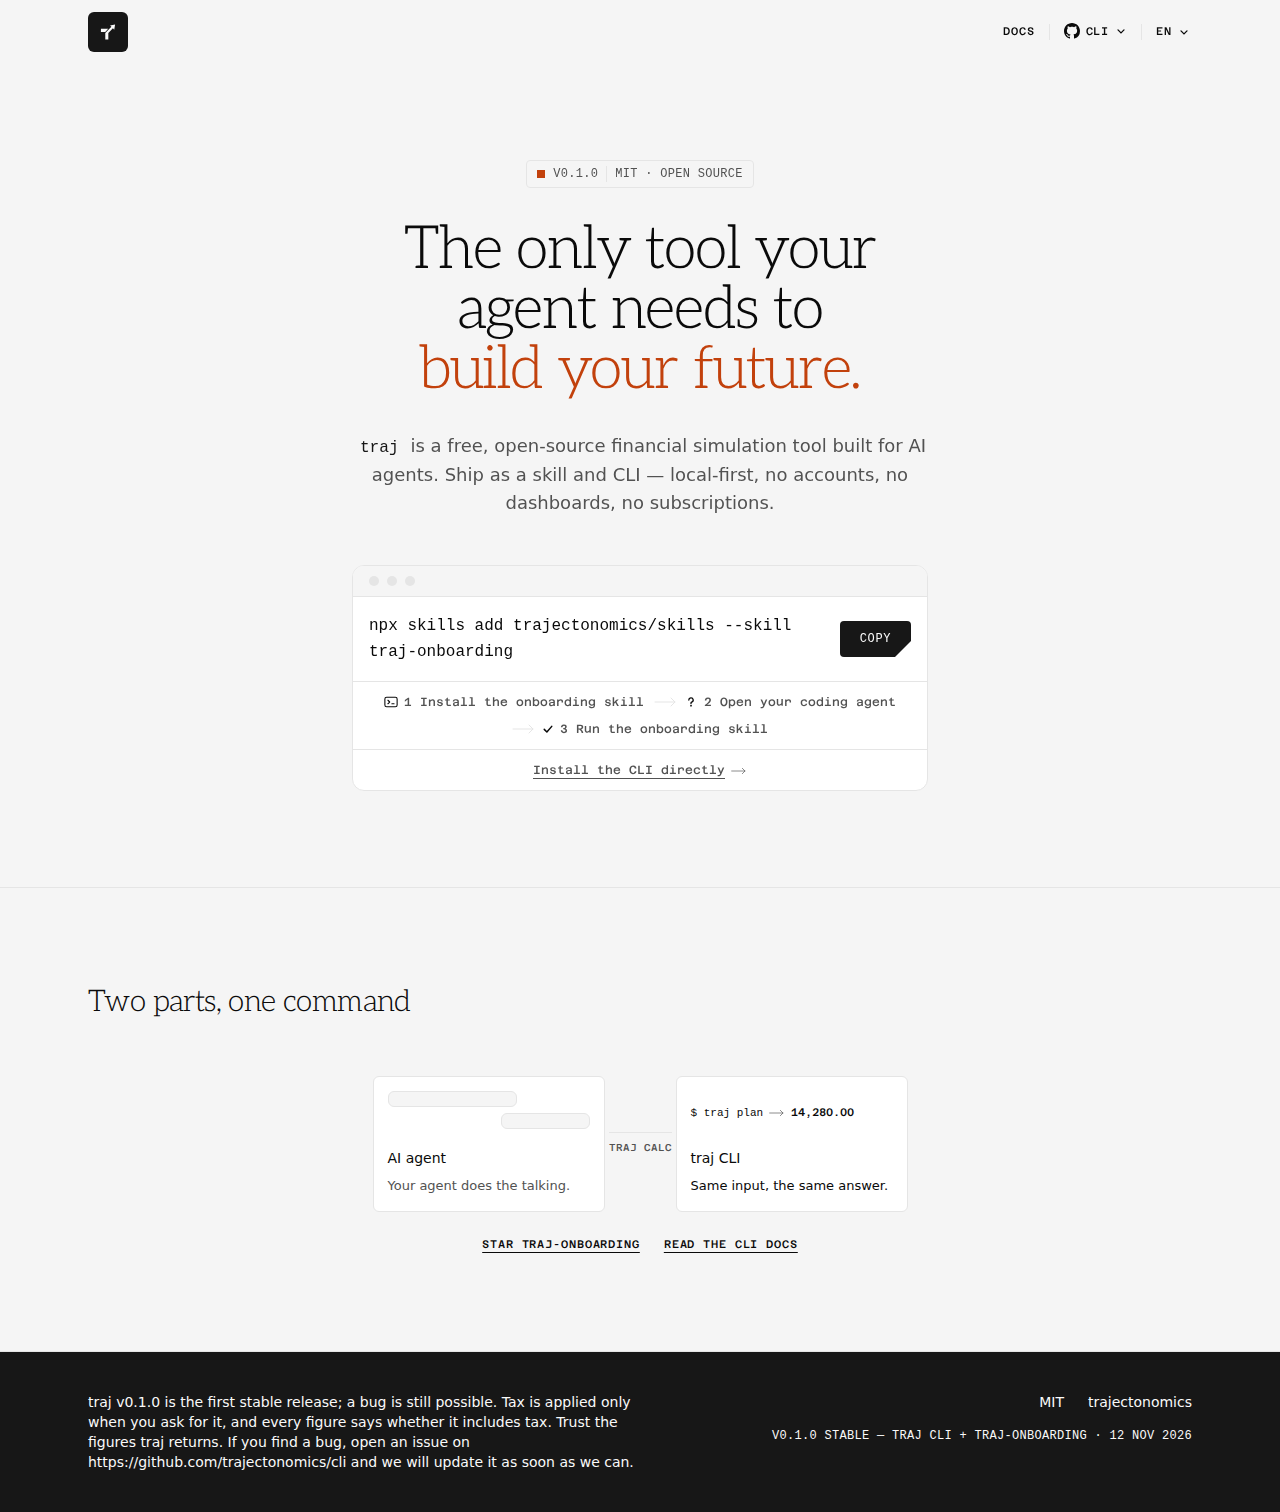 DOCS
CLI
EN
V0.1.0
MIT · OPEN SOURCE
The only tool your
agent needs to
build your future.
traj is a free, open-source financial simulation tool built for AI
agents. Ship as a skill and CLI — local-first, no accounts, no
dashboards, no subscriptions.
npx skills add trajectonomics/skills --skill
traj-onboarding
COPY
1 Install the onboarding skill
2 Open your coding agent
3 Run the onboarding skill
Install the CLI directly
Two parts, one command
AI agent
Your agent does the talking.
TRAJ CALC
$ traj plan → 14,280.00
traj CLI
Same input, the same answer.
STAR TRAJ-ONBOARDING
READ THE CLI DOCS
traj v0.1.0 is the first stable release; a bug is still possible. Tax is applied only
when you ask for it, and every figure says whether it includes tax. Trust the
figures traj returns. If you find a bug, open an issue on
https://github.com/trajectonomics/cli and we will update it as soon as we can.
MIT
trajectonomics
V0.1.0 STABLE — TRAJ CLI + TRAJ-ONBOARDING · 12 NOV 2026